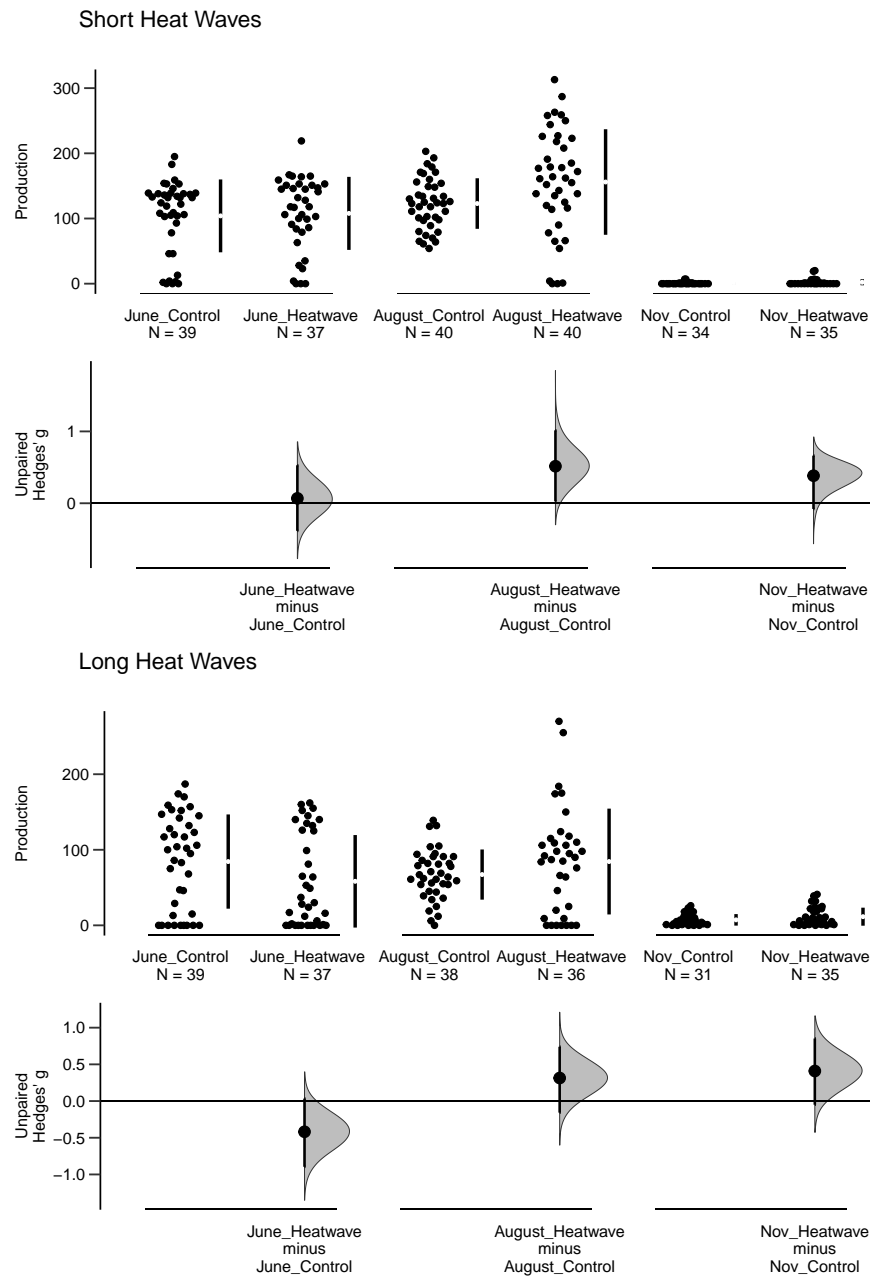 Short Heat Waves
Production
300
200
100
0
June_Control June_Heatwave August_Control August_Heatwave Nov_Control Nov_Heatwave
N = 39 N = 37 N = 40 N = 40 N = 34 N = 35
Unpaired
Hedges' g
1
0
June_Heatwave August_Heatwave Nov_Heatwave
minus minus minus
June_Control August_Control Nov_Control
Long Heat Waves
Production
200
100
0
June_Control June_Heatwave August_Control August_Heatwave Nov_Control Nov_Heatwave
N = 39 N = 37 N = 38 N = 36 N = 31 N = 35
Unpaired
Hedges' g
1.0
0.5
0.0
−0.5
−1.0
June_Heatwave August_Heatwave Nov_Heatwave
minus minus minus
June_Control August_Control Nov_Control